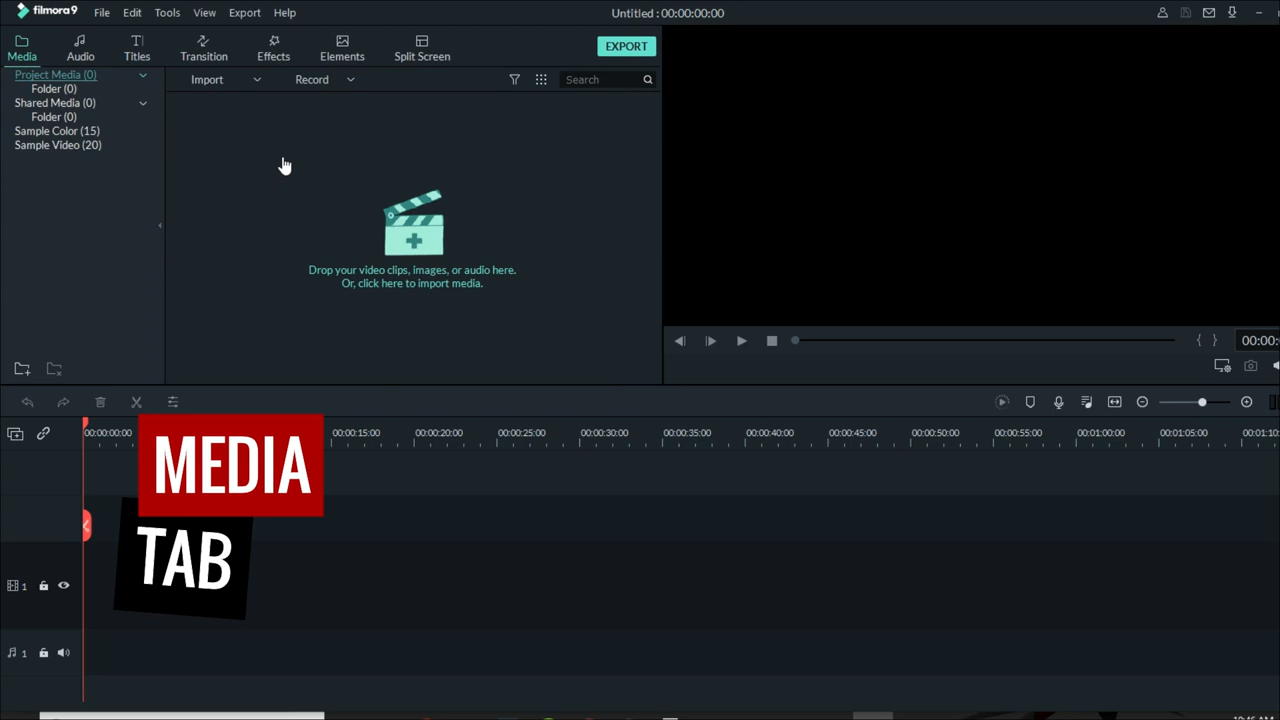 filmora9 File Edit Tools View Export Help Untitled : 00:00:00:00
Media Audio Titles Transition Effects Elements Split Screen EXPORT
Project Media (0) Import Record Search
Folder (0)
Shared Media (0)
Folder (0)
Sample Color (15)
Sample Video (20)
Drop your video clips, images, or audio here.
Or, click here to import media.
00:00:00:00 00:00:15:00 00:00:20:00 00:00:25:00 00:00:30:00 00:00:35:00 00:00:40:00 00:00:45:00 00:00:50:00 00:00:55:00 00:01:00:00 00:01:05:00
MEDIA
TAB
1
1